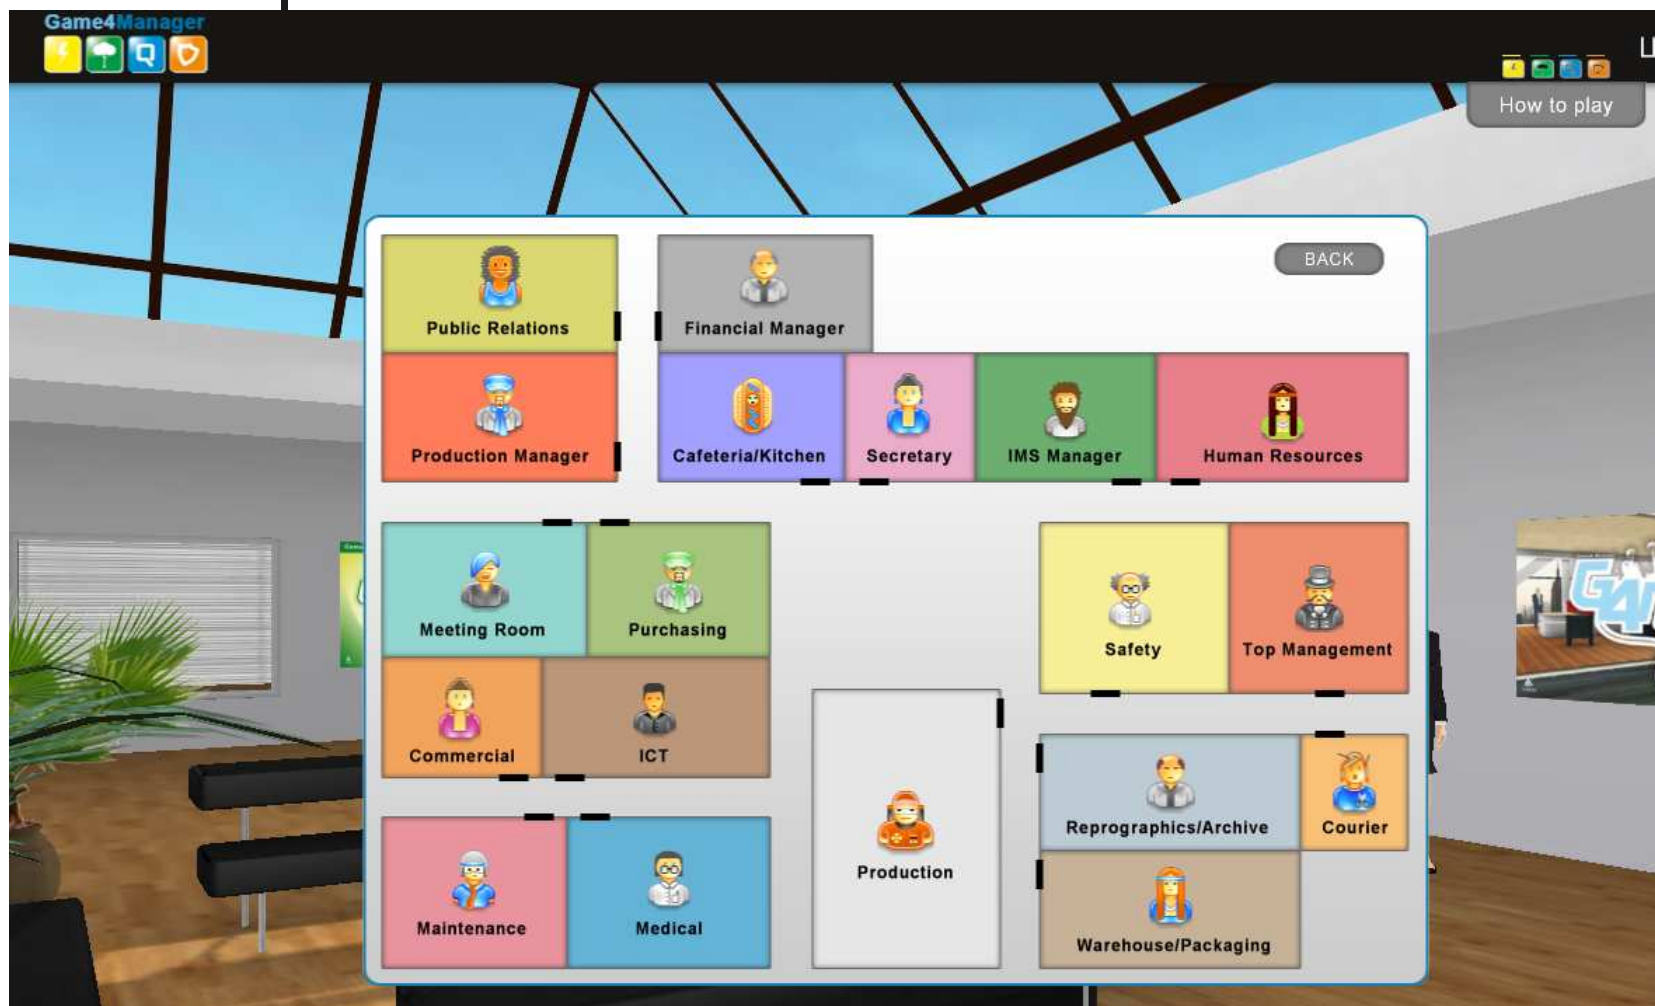 Game4Manager
How to play
BACK
Public Relations
Financial Manager
Production Manager
Cafeteria/Kitchen
Secretary
IMS Manager
Human Resources
Meeting Room
Purchasing
Safety
Top Management
Commercial
ICT
Reprographics/Archive
Courier
Production
Maintenance
Medical
Warehouse/Packaging